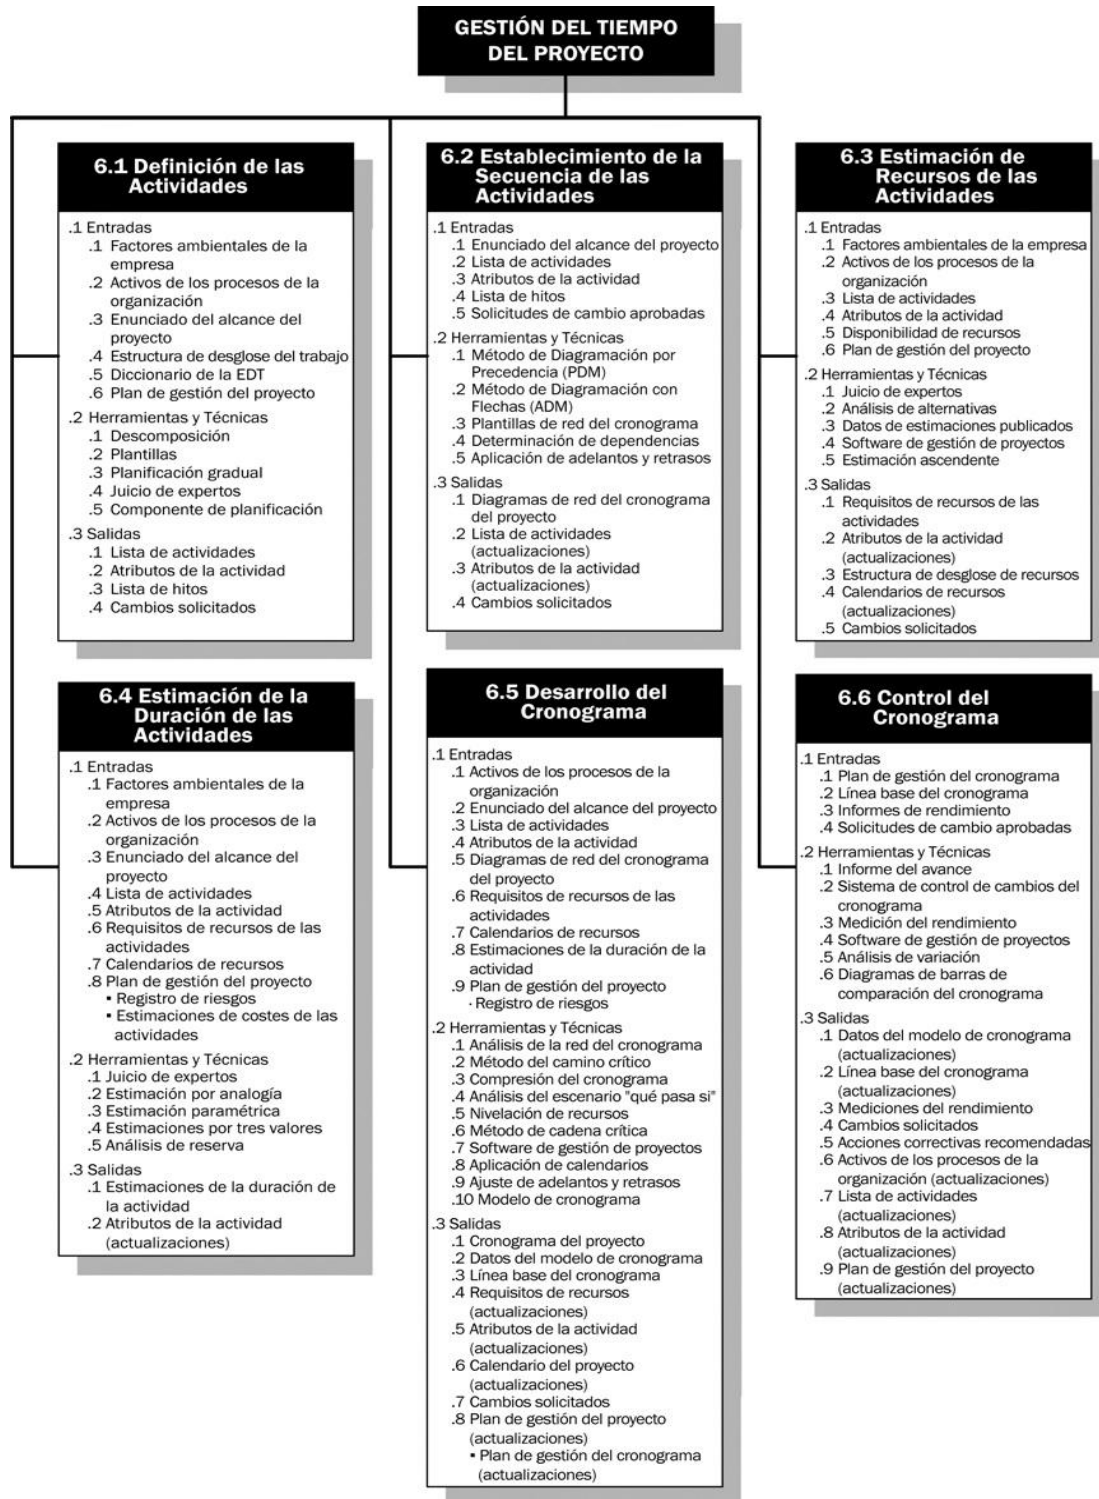 GESTIÓN DEL TIEMPO
DEL PROYECTO
6.1 Definición de las
Actividades
.1 Entradas
.1 Factores ambientales de la
empresa
.2 Activos de los procesos de la
organización
.3 Enunciado del alcance del
proyecto
.4 Estructura de desglose del trabajo
.5 Diccionario de la EDT
.6 Plan de gestión del proyecto
.2 Herramientas y Técnicas
.1 Descomposición
.2 Plantillas
.3 Planificación gradual
.4 Juicio de expertos
.5 Componente de planificación
.3 Salidas
.1 Lista de actividades
.2 Atributos de la actividad
.3 Lista de hitos
.4 Cambios solicitados
6.2 Establecimiento de la
Secuencia de las
Actividades
.1 Entradas
.1 Enunciado del alcance del proyecto
.2 Lista de actividades
.3 Atributos de la actividad
.4 Lista de hitos
.5 Solicitudes de cambio aprobadas
.2 Herramientas y Técnicas
.1 Método de Diagramación por
Precedencia (PDM)
.2 Método de Diagramación con
Flechas (ADM)
.3 Plantillas de red del cronograma
.4 Determinación de dependencias
.5 Aplicación de adelantos y retrasos
.3 Salidas
.1 Diagramas de red del cronograma
del proyecto
.2 Lista de actividades
(actualizaciones)
.3 Atributos de la actividad
(actualizaciones)
.4 Cambios solicitados
6.3 Estimación de
Recursos de las
Actividades
.1 Entradas
.1 Factores ambientales de la empresa
.2 Activos de los procesos de la
organización
.3 Lista de actividades
.4 Atributos de la actividad
.5 Disponibilidad de recursos
.6 Plan de gestión del proyecto
.2 Herramientas y Técnicas
.1 Juicio de expertos
.2 Análisis de alternativas
.3 Datos de estimaciones publicados
.4 Software de gestión de proyectos
.5 Estimación ascendente
.3 Salidas
.1 Requisitos de recursos de las
actividades
.2 Atributos de la actividad
(actualizaciones)
.3 Estructura de desglose de recursos
.4 Calendarios de recursos
(actualizaciones)
.5 Cambios solicitados
6.4 Estimación de la
Duración de las
Actividades
.1 Entradas
.1 Factores ambientales de la
empresa
.2 Activos de los procesos de la
organización
.3 Enunciado del alcance del
proyecto
.4 Lista de actividades
.5 Atributos de la actividad
.6 Requisitos de recursos de las
actividades
.7 Calendarios de recursos
.8 Plan de gestión del proyecto
▪ Registro de riesgos
▪ Estimaciones de costes de las
actividades
.2 Herramientas y Técnicas
.1 Juicio de expertos
.2 Estimación por analogía
.3 Estimación paramétrica
.4 Estimaciones por tres valores
.5 Análisis de reserva
.3 Salidas
.1 Estimaciones de la duración de
la actividad
.2 Atributos de la actividad
(actualizaciones)
6.5 Desarrollo del
Cronograma
.1 Entradas
.1 Activos de los procesos de la
organización
.2 Enunciado del alcance del proyecto
.3 Lista de actividades
.4 Atributos de la actividad
.5 Diagramas de red del cronograma
del proyecto
.6 Requisitos de recursos de las
actividades
.7 Calendarios de recursos
.8 Estimaciones de la duración de la
actividad
.9 Plan de gestión del proyecto
· Registro de riesgos
.2 Herramientas y Técnicas
.1 Análisis de la red del cronograma
.2 Método del camino crítico
.3 Compresión del cronograma
.4 Análisis del escenario "qué pasa si"
.5 Nivelación de recursos
.6 Método de cadena crítica
.7 Software de gestión de proyectos
.8 Aplicación de calendarios
.9 Ajuste de adelantos y retrasos
.10 Modelo de cronograma
.3 Salidas
.1 Cronograma del proyecto
.2 Datos del modelo de cronograma
.3 Línea base del cronograma
.4 Requisitos de recursos
(actualizaciones)
.5 Atributos de la actividad
(actualizaciones)
.6 Calendario del proyecto
(actualizaciones)
.7 Cambios solicitados
.8 Plan de gestión del proyecto
(actualizaciones)
▪ Plan de gestión del cronograma
(actualizaciones)
6.6 Control del
Cronograma
.1 Entradas
.1 Plan de gestión del cronograma
.2 Línea base del cronograma
.3 Informes de rendimiento
.4 Solicitudes de cambio aprobadas
.2 Herramientas y Técnicas
.1 Informe del avance
.2 Sistema de control de cambios del
cronograma
.3 Medición del rendimiento
.4 Software de gestión de proyectos
.5 Análisis de variación
.6 Diagramas de barras de
comparación del cronograma
.3 Salidas
.1 Datos del modelo de cronograma
(actualizaciones)
.2 Línea base del cronograma
(actualizaciones)
.3 Mediciones del rendimiento
.4 Cambios solicitados
.5 Acciones correctivas recomendadas
.6 Activos de los procesos de la
organización (actualizaciones)
.7 Lista de actividades
(actualizaciones)
.8 Atributos de la actividad
(actualizaciones)
.9 Plan de gestión del proyecto
(actualizaciones)